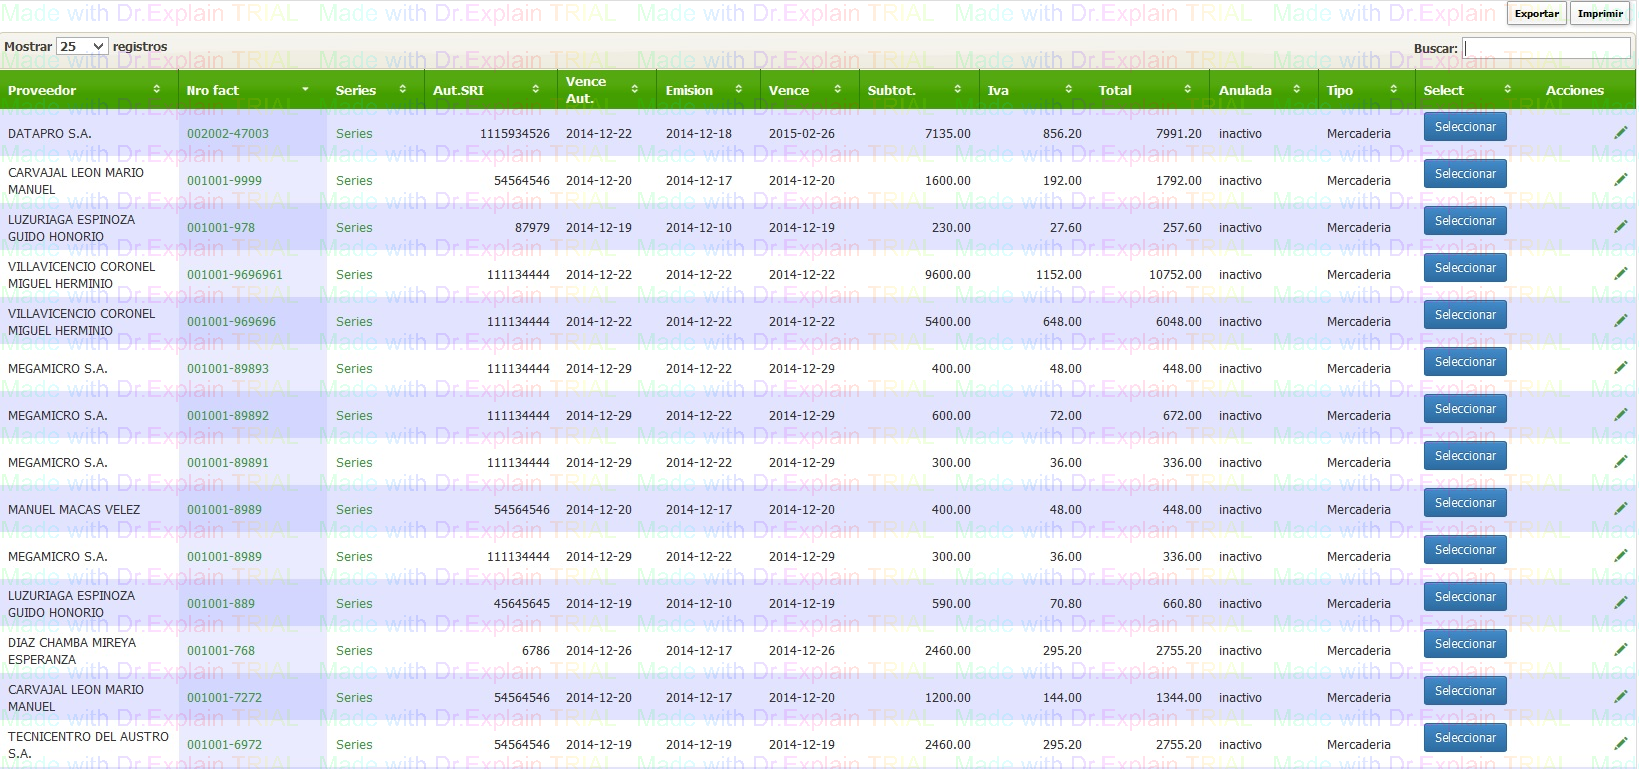 Made with Dr.Explain TRIAL
Exportar Imprimir
Mostrar 25 registros Buscar:
Proveedor Nro fact Series Aut.SRI Vence Aut. Emision Vence Subtot. Iva Total Anulada Tipo Select Acciones
DATAPRO S.A. 002002-47003 Series 1115934526 2014-12-22 2014-12-18 2015-02-26 7135.00 856.20 7991.20 inactivo Mercaderia Seleccionar
CARVAJAL LEON MARIO MANUEL 001001-9999 Series 54564546 2014-12-20 2014-12-17 2014-12-20 1600.00 192.00 1792.00 inactivo Mercaderia Seleccionar
LUZURIAGA ESPINOZA GUIDO HONORIO 001001-978 Series 87979 2014-12-19 2014-12-10 2014-12-19 230.00 27.60 257.60 inactivo Mercaderia Seleccionar
VILLAVICENCIO CORONEL MIGUEL HERMINIO 001001-9696961 Series 111134444 2014-12-22 2014-12-22 2014-12-22 9600.00 1152.00 10752.00 inactivo Mercaderia Seleccionar
VILLAVICENCIO CORONEL MIGUEL HERMINIO 001001-969696 Series 111134444 2014-12-22 2014-12-22 2014-12-22 5400.00 648.00 6048.00 inactivo Mercaderia Seleccionar
MEGAMICRO S.A. 001001-89893 Series 111134444 2014-12-29 2014-12-22 2014-12-29 400.00 48.00 448.00 inactivo Mercaderia Seleccionar
MEGAMICRO S.A. 001001-89892 Series 111134444 2014-12-29 2014-12-22 2014-12-29 600.00 72.00 672.00 inactivo Mercaderia Seleccionar
MEGAMICRO S.A. 001001-89891 Series 111134444 2014-12-29 2014-12-22 2014-12-29 300.00 36.00 336.00 inactivo Mercaderia Seleccionar
MANUEL MACAS VELEZ 001001-8989 Series 54564546 2014-12-20 2014-12-17 2014-12-20 400.00 48.00 448.00 inactivo Mercaderia Seleccionar
MEGAMICRO S.A. 001001-8989 Series 111134444 2014-12-29 2014-12-22 2014-12-29 300.00 36.00 336.00 inactivo Mercaderia Seleccionar
LUZURIAGA ESPINOZA GUIDO HONORIO 001001-889 Series 45645645 2014-12-19 2014-12-10 2014-12-19 590.00 70.80 660.80 inactivo Mercaderia Seleccionar
DIAZ CHAMBA MIREYA ESPERANZA 001001-768 Series 6786 2014-12-26 2014-12-17 2014-12-26 2460.00 295.20 2755.20 inactivo Mercaderia Seleccionar
CARVAJAL LEON MARIO MANUEL 001001-7272 Series 54564546 2014-12-20 2014-12-17 2014-12-20 1200.00 144.00 1344.00 inactivo Mercaderia Seleccionar
TECNICENTRO DEL AUSTRO S.A. 001001-6972 Series 54564546 2014-12-19 2014-12-19 2014-12-19 2460.00 295.20 2755.20 inactivo Mercaderia Seleccionar